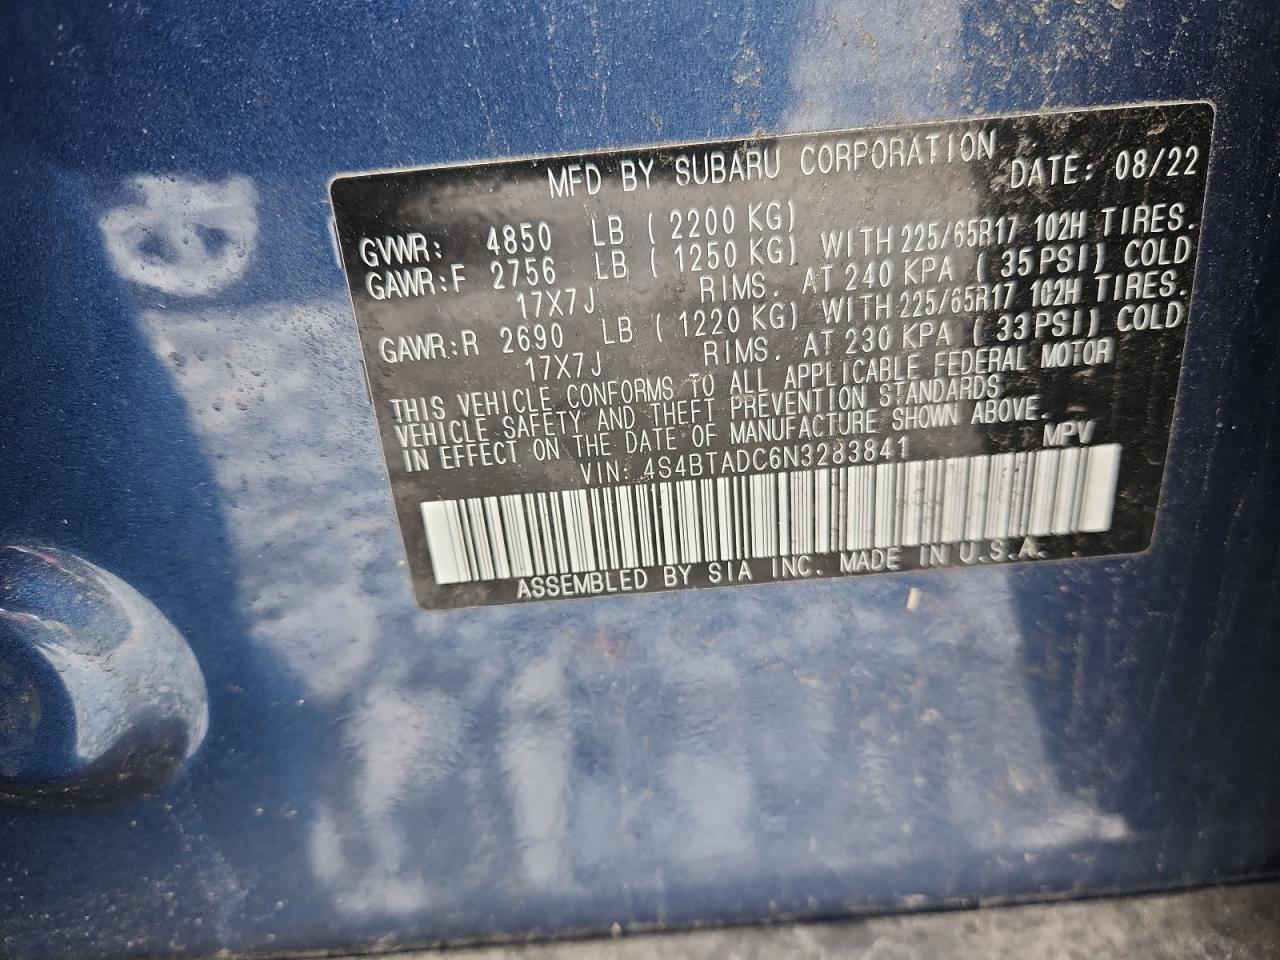 MFD BY SUBARU CORPORATION DATE: 08/22
GVWR: 4850 LB (2200 KG)
GAWR:F 2756 LB (1250 KG) WITH 225/65R17 102H TIRES.
17X7J RIMS. AT 240 KPA (35PSI) COLD
GAWR:R 2690 LB (1220 KG) WITH 225/65R17 102H TIRES.
17X7J RIMS. AT 230 KPA (33PSI) COLD
THIS VEHICLE CONFORMS TO ALL APPLICABLE FEDERAL MOTOR
VEHICLE SAFETY AND THEFT PREVENTION STANDARDS
IN EFFECT ON THE DATE OF MANUFACTURE SHOWN ABOVE.
VIN: 4S4BTADC6N3283841 MPV
ASSEMBLED BY SIA INC. MADE IN U.S.A.